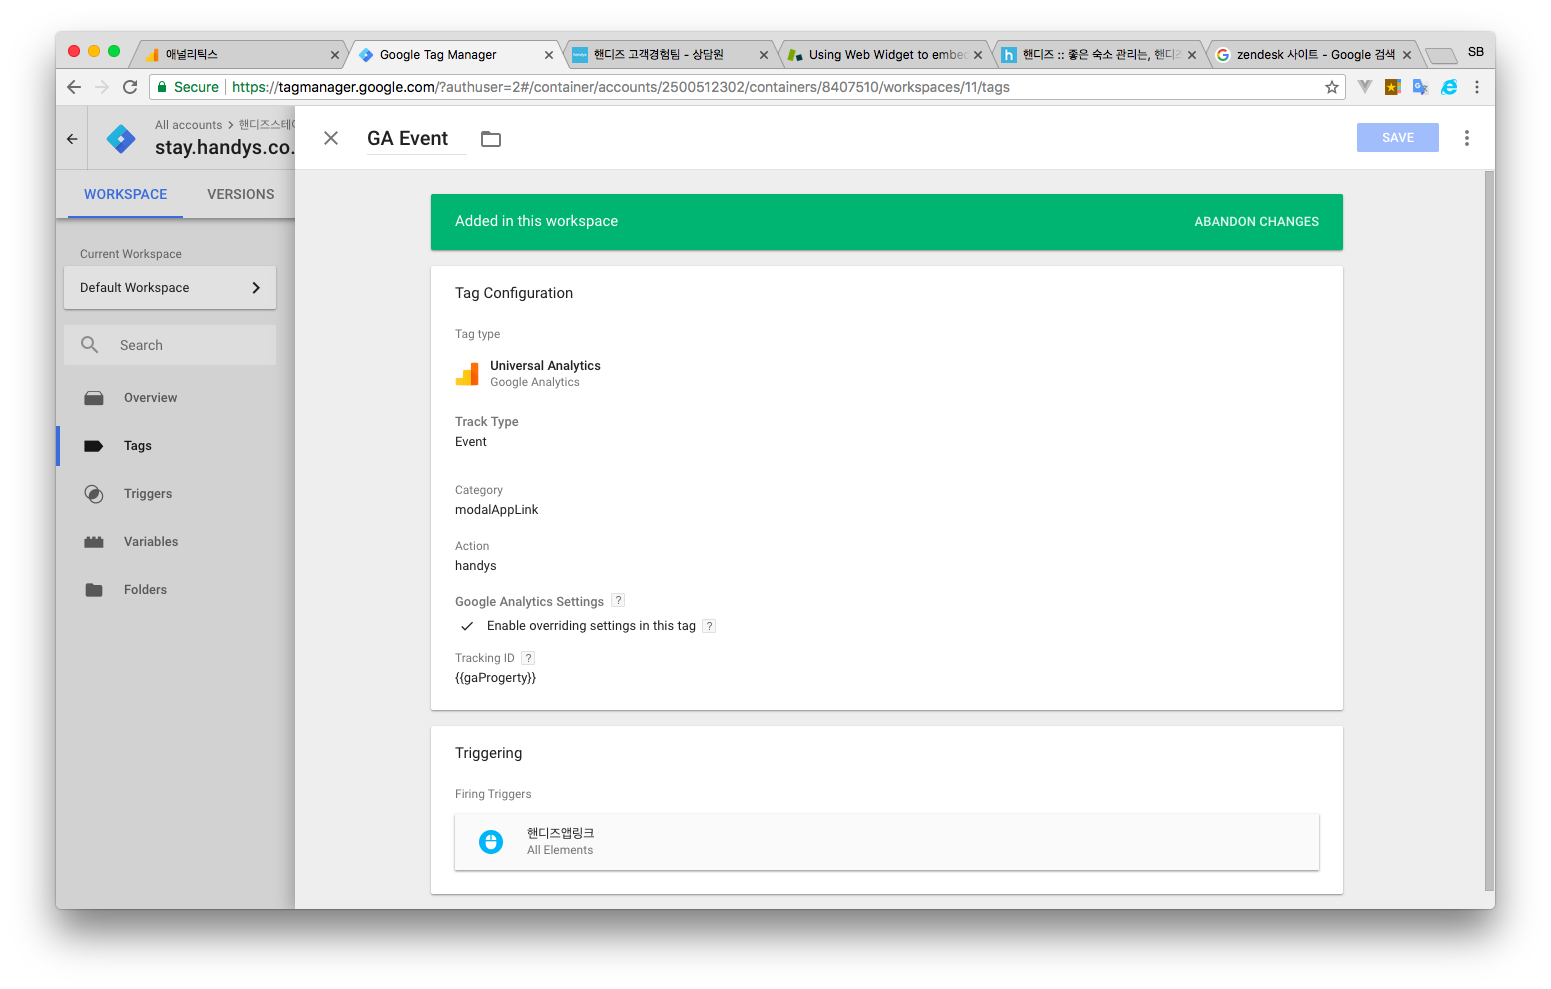 애널리틱스
Google Tag Manager
핸디즈 고객경험팀 - 상담원
Using Web Widget to embe
핸디즈 :: 좋은 숙소 관리는, 핸디
zendesk 사이트 - Google 검색
SB
Secure
https://tagmanager.google.com/?authuser=2#/container/accounts/2500512302/containers/8407510/workspaces/11/tags
All accounts > 핸디즈스테이
stay.handys.co.
GA Event
SAVE
WORKSPACE
VERSIONS
Added in this workspace
ABANDON CHANGES
Current Workspace
Default Workspace
Search
Overview
Tags
Triggers
Variables
Folders
Tag Configuration
Tag type
Universal Analytics
Google Analytics
Track Type
Event
Category
modalAppLink
Action
handys
Google Analytics Settings ?
Enable overriding settings in this tag ?
Tracking ID ?
{{gaProgerty}}
Triggering
Firing Triggers
핸디즈앱링크
All Elements